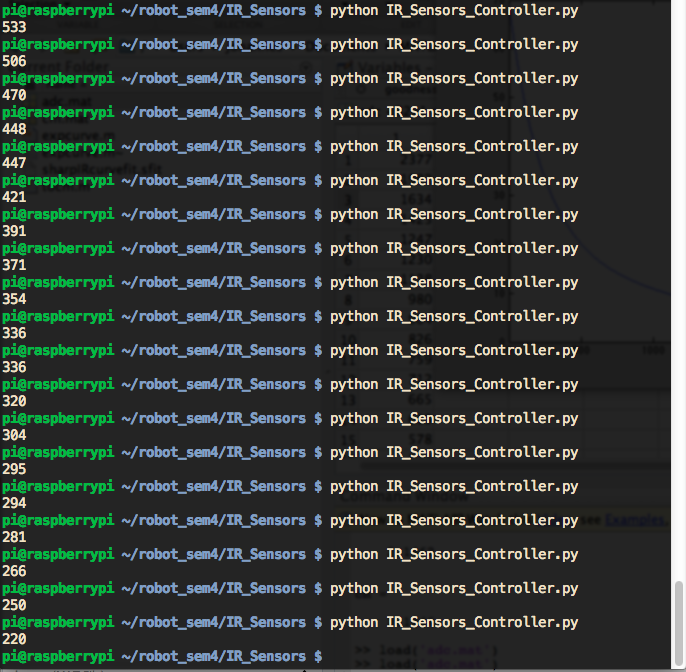 pi@raspberrypi ~/robot_sem4/IR_Sensors $ python IR_Sensors_Controller.py
533
pi@raspberrypi ~/robot_sem4/IR_Sensors $ python IR_Sensors_Controller.py
506
pi@raspberrypi ~/robot_sem4/IR_Sensors $ python IR_Sensors_Controller.py
470
pi@raspberrypi ~/robot_sem4/IR_Sensors $ python IR_Sensors_Controller.py
448
pi@raspberrypi ~/robot_sem4/IR_Sensors $ python IR_Sensors_Controller.py
447
pi@raspberrypi ~/robot_sem4/IR_Sensors $ python IR_Sensors_Controller.py
421
pi@raspberrypi ~/robot_sem4/IR_Sensors $ python IR_Sensors_Controller.py
391
pi@raspberrypi ~/robot_sem4/IR_Sensors $ python IR_Sensors_Controller.py
371
pi@raspberrypi ~/robot_sem4/IR_Sensors $ python IR_Sensors_Controller.py
354
pi@raspberrypi ~/robot_sem4/IR_Sensors $ python IR_Sensors_Controller.py
336
pi@raspberrypi ~/robot_sem4/IR_Sensors $ python IR_Sensors_Controller.py
336
pi@raspberrypi ~/robot_sem4/IR_Sensors $ python IR_Sensors_Controller.py
320
pi@raspberrypi ~/robot_sem4/IR_Sensors $ python IR_Sensors_Controller.py
304
pi@raspberrypi ~/robot_sem4/IR_Sensors $ python IR_Sensors_Controller.py
295
pi@raspberrypi ~/robot_sem4/IR_Sensors $ python IR_Sensors_Controller.py
294
pi@raspberrypi ~/robot_sem4/IR_Sensors $ python IR_Sensors_Controller.py
281
pi@raspberrypi ~/robot_sem4/IR_Sensors $ python IR_Sensors_Controller.py
266
pi@raspberrypi ~/robot_sem4/IR_Sensors $ python IR_Sensors_Controller.py
250
pi@raspberrypi ~/robot_sem4/IR_Sensors $ python IR_Sensors_Controller.py
220
pi@raspberrypi ~/robot_sem4/IR_Sensors $